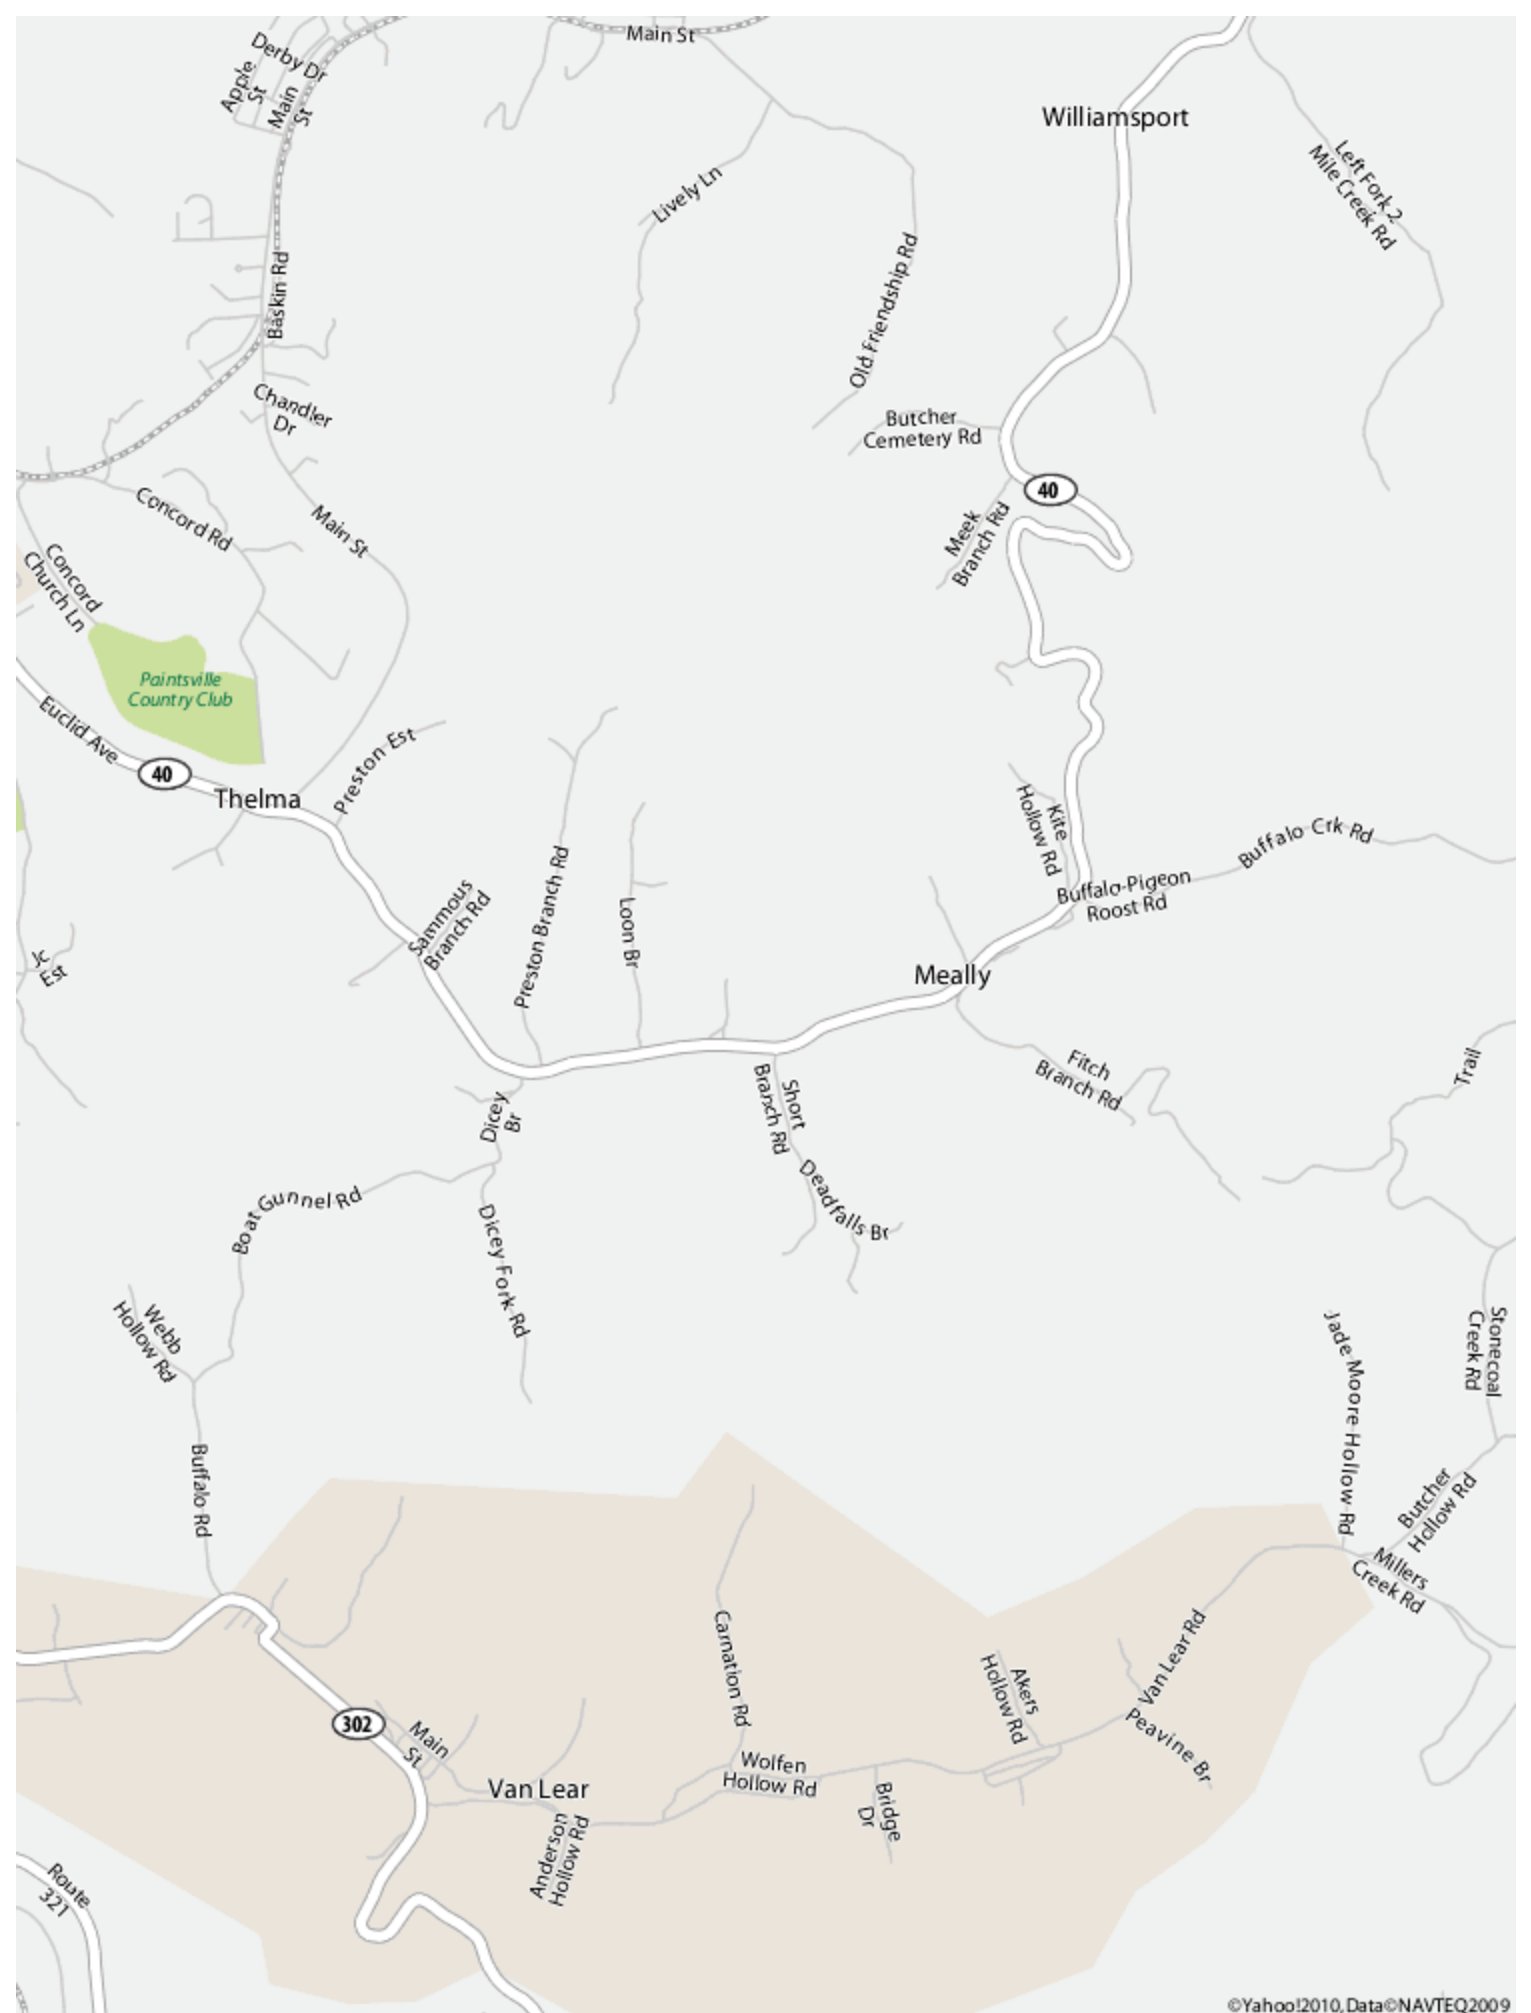 Main St
Derby Dr
Apple
St
Main
St
Williamsport
Left Fork 2
Mile Creek Rd
Lively Ln
Baskin Rd
Old Friendship Rd
Chandler
Dr
Butcher
Cemetery Rd
40
Concord Rd
Main St
Meek
Branch Rd
Concord
Church Ln
Paintsville
Country Club
Euclid Ave
40
Thelma
Preston Est
Kite
Hollow Rd
Buffalo Crk Rd
Buffalo-Pigeon
Roost Rd
Sammous
Branch Rd
Preston Branch Rd
Loon Br
Jc
Est
Meally
Fitch
Branch Rd
Trail
Dicey
Br
Short
Branch Rd
Boat Gunnel Rd
Deadfalls Br
Dicey Fork Rd
Webb
Hollow Rd
Jade Moore Hollow Rd
Stonecoal
Creek Rd
Buffalo Rd
Butcher
Hollow Rd
Millers
Creek Rd
Carnation Rd
Akers
Hollow Rd
Van Lear Rd
302
Main
St
Peavine Br
Wolfen
Hollow Rd
Van Lear
Bridge
Dr
Anderson
Hollow Rd
Route
321
©Yahoo!2010, Data©NAVTEQ2009